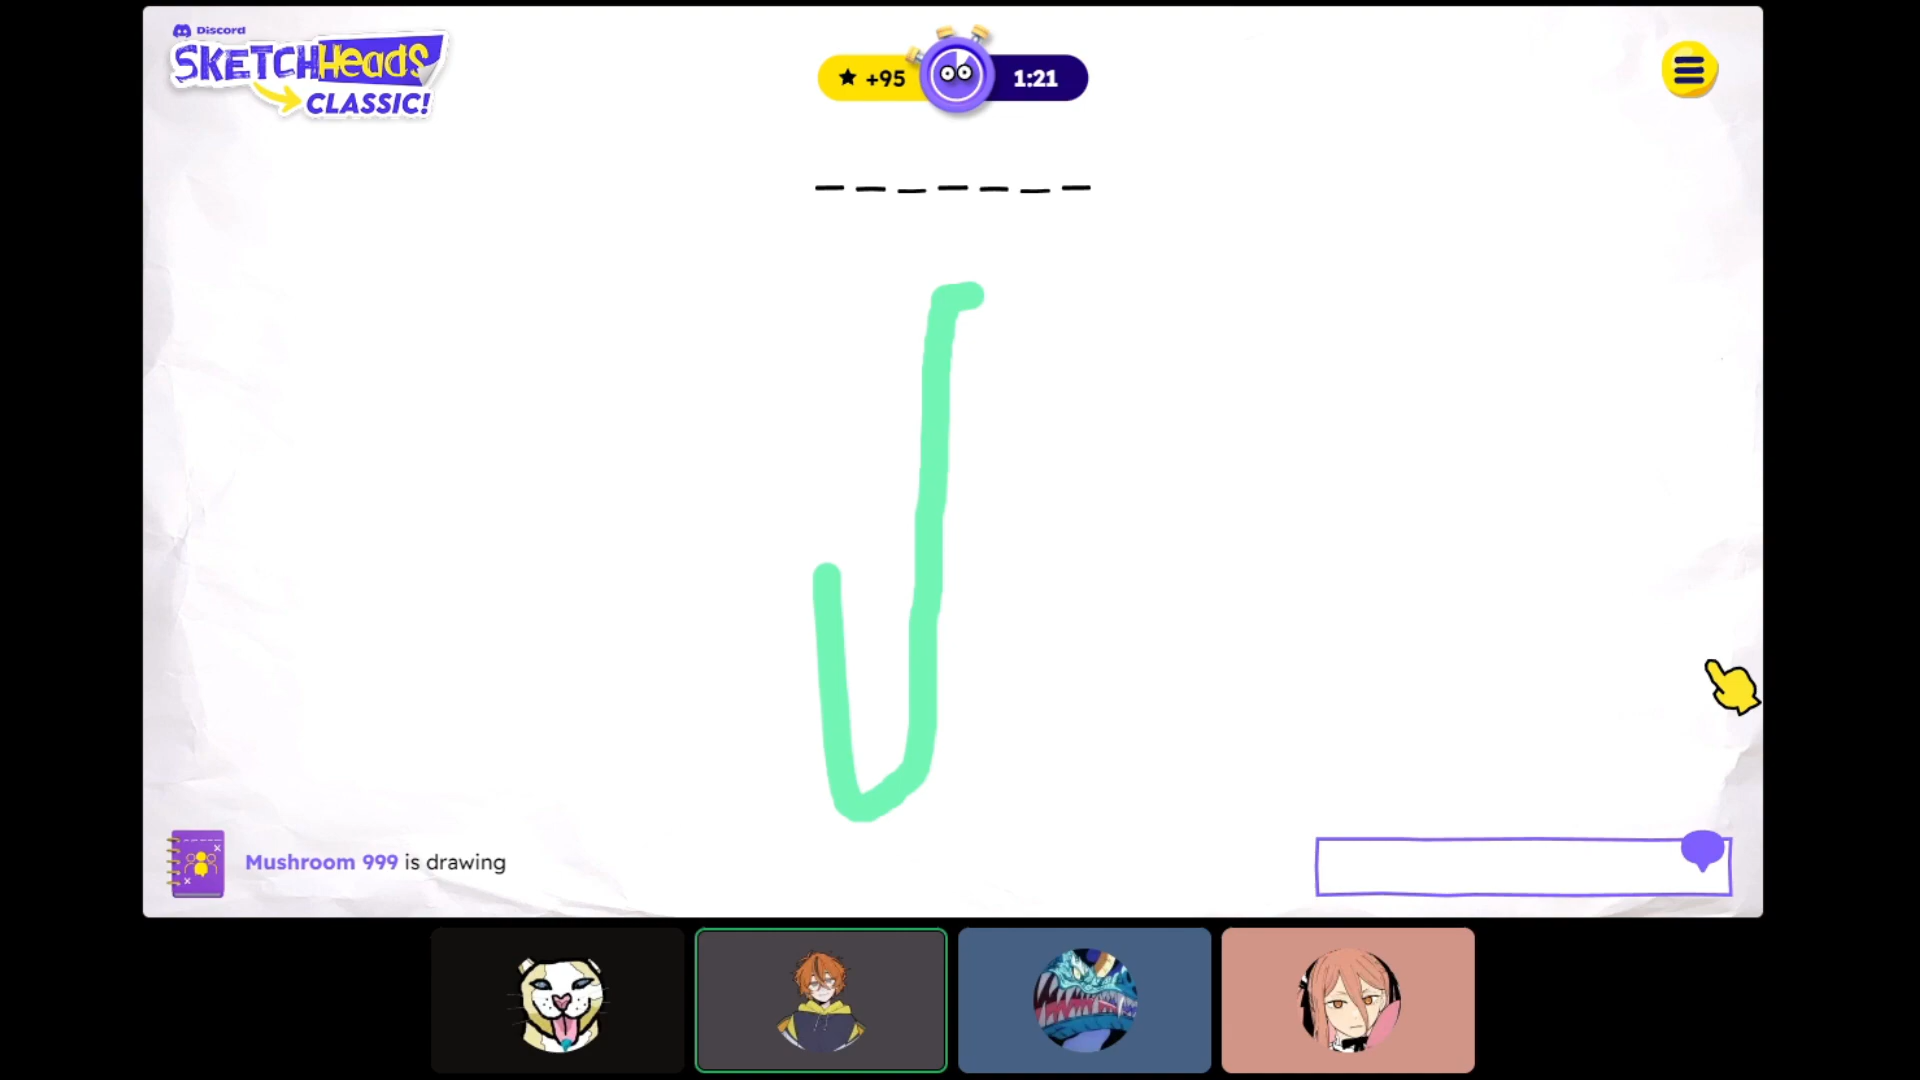 Discord
SKETCHHeads
CLASSIC!
+95
1:21
Mushroom 999 is drawing